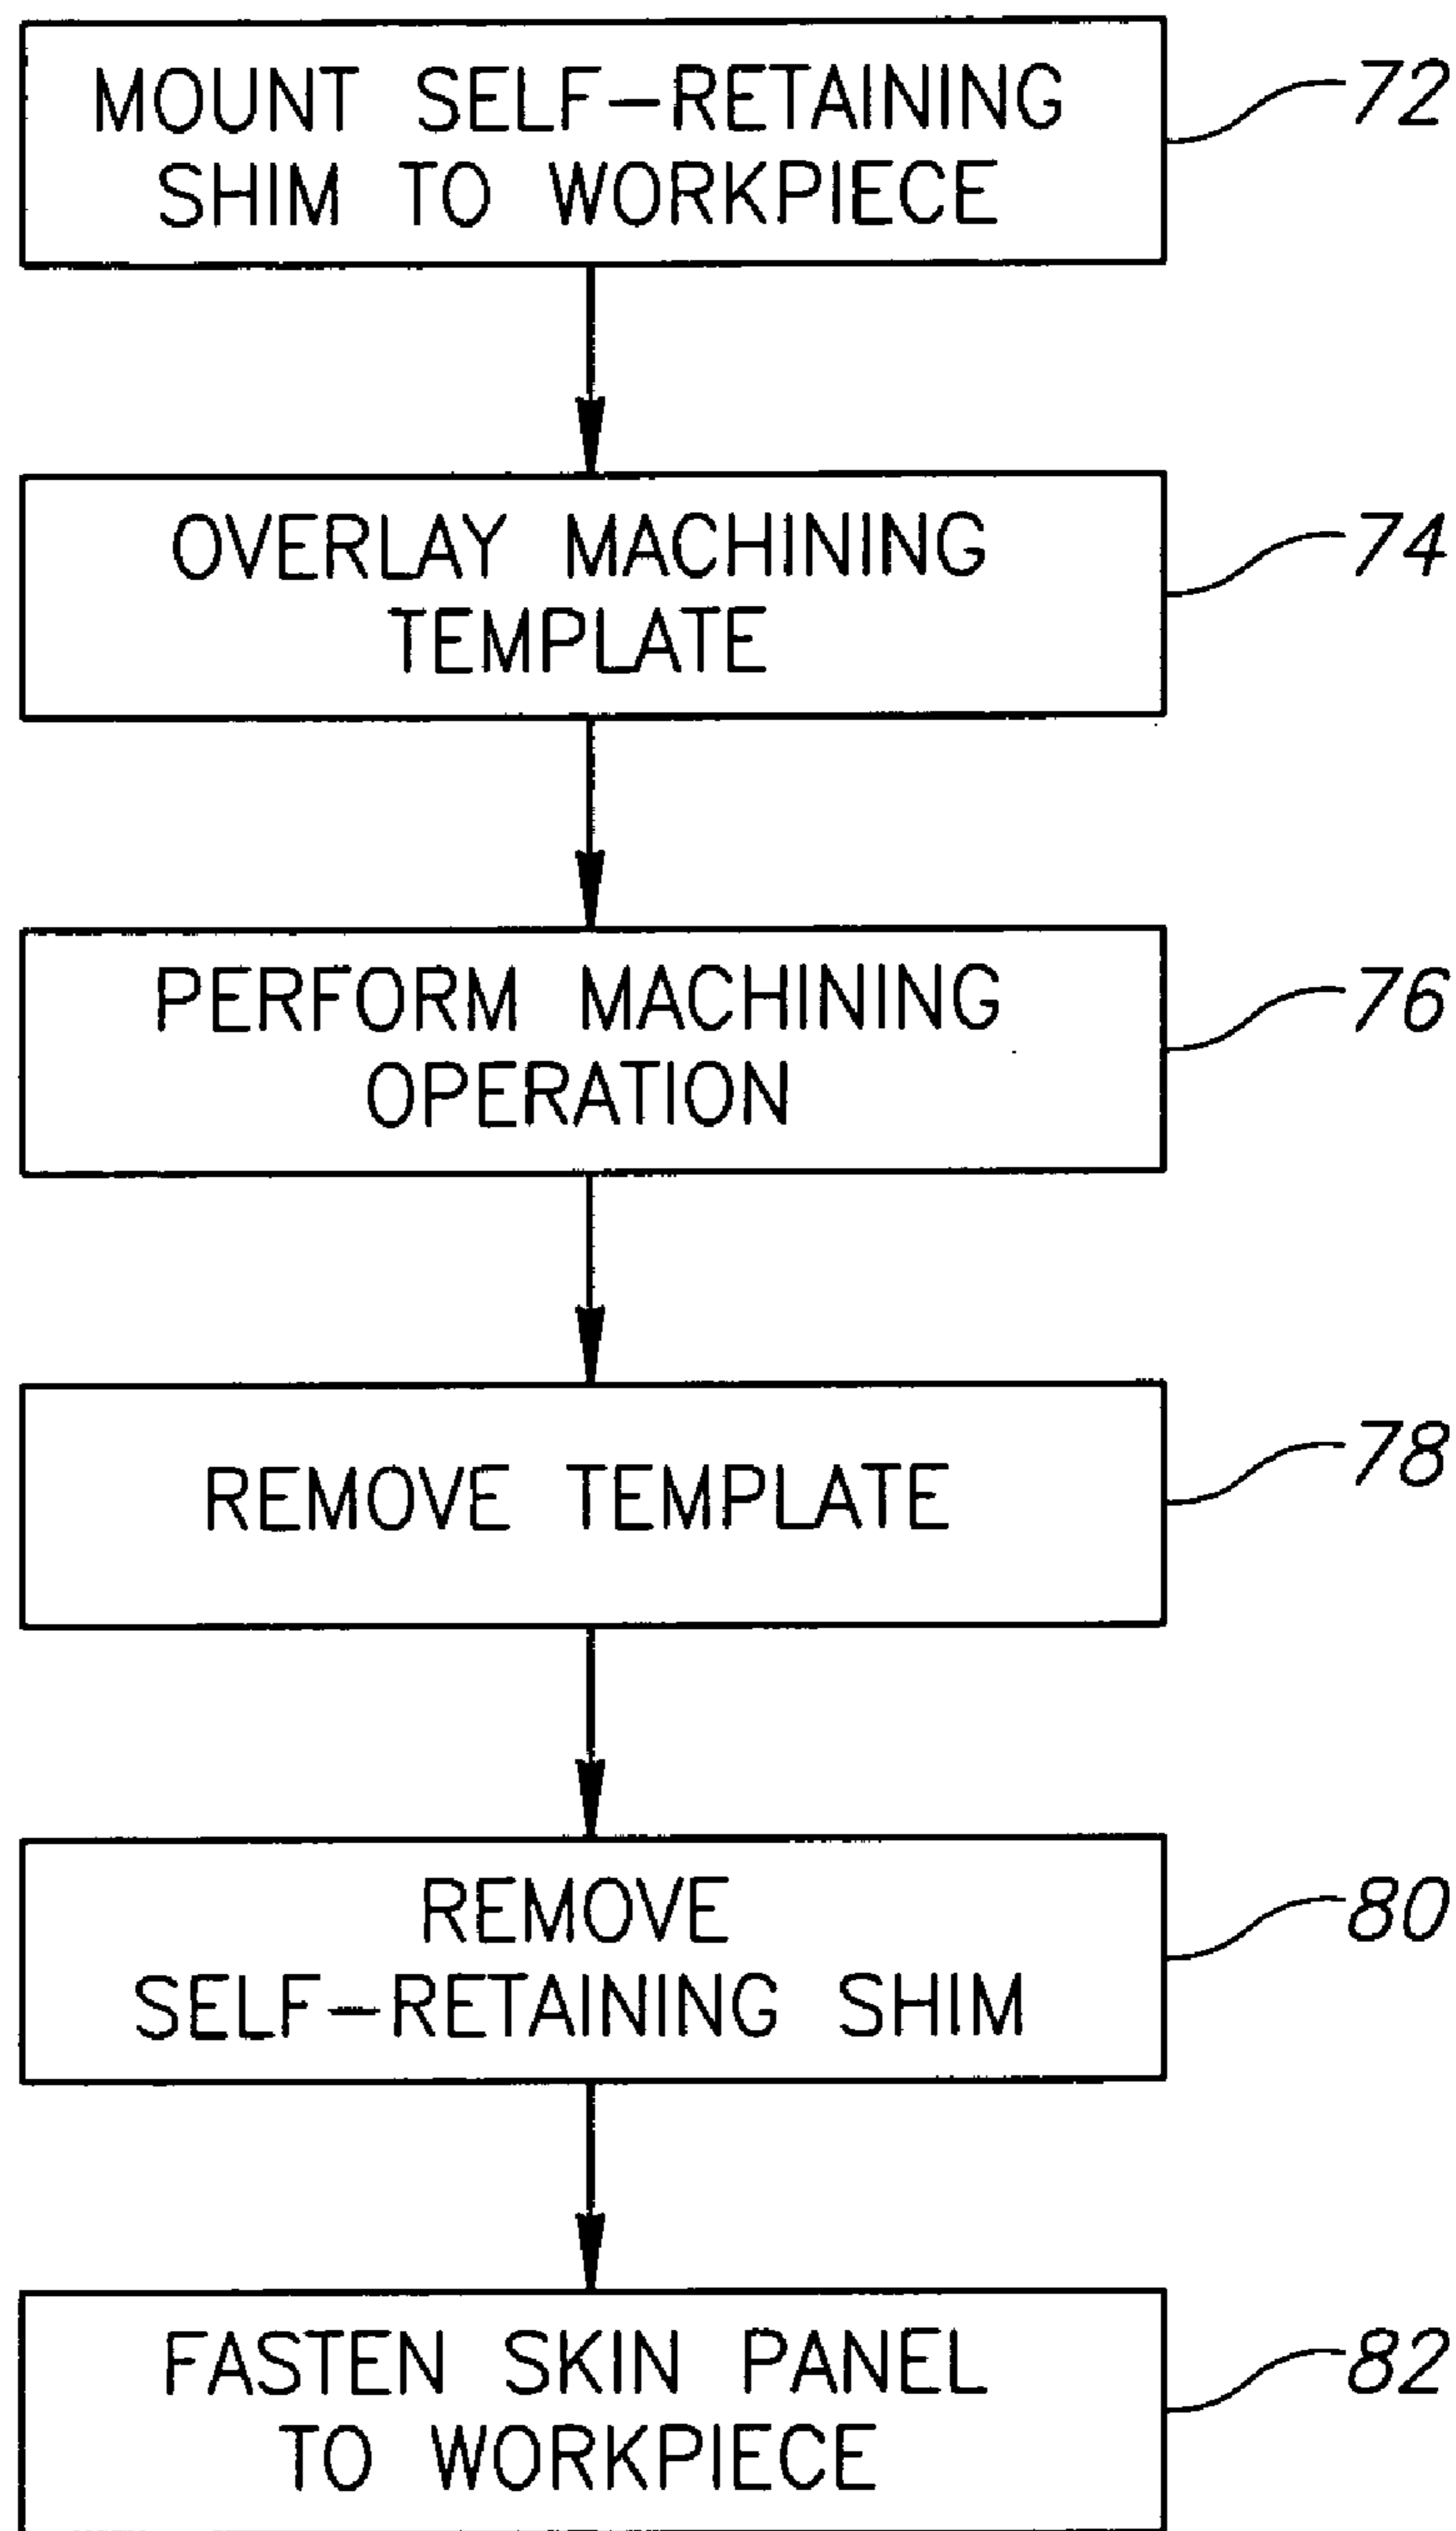 MOUNT SELF-RETAINING
SHIM TO WORKPIECE
72
OVERLAY MACHINING
TEMPLATE
74
PERFORM MACHINING
OPERATION
76
REMOVE TEMPLATE
78
REMOVE
SELF-RETAINING SHIM
80
FASTEN SKIN PANEL
TO WORKPIECE
82